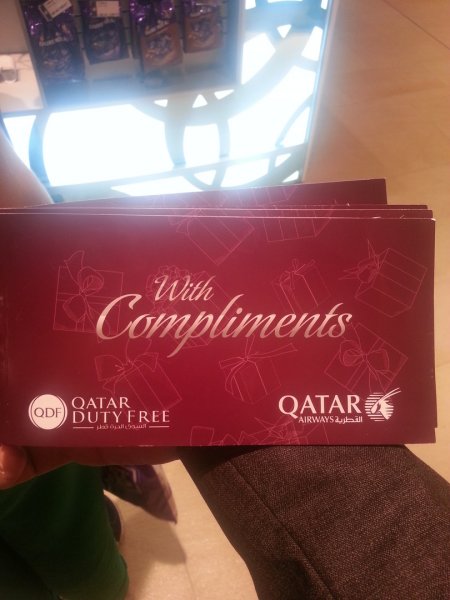 With
Compliments
QDF
QATAR
DUTY FREE
السوق الحرة قطر
QATAR
AIRWAYS القطرية